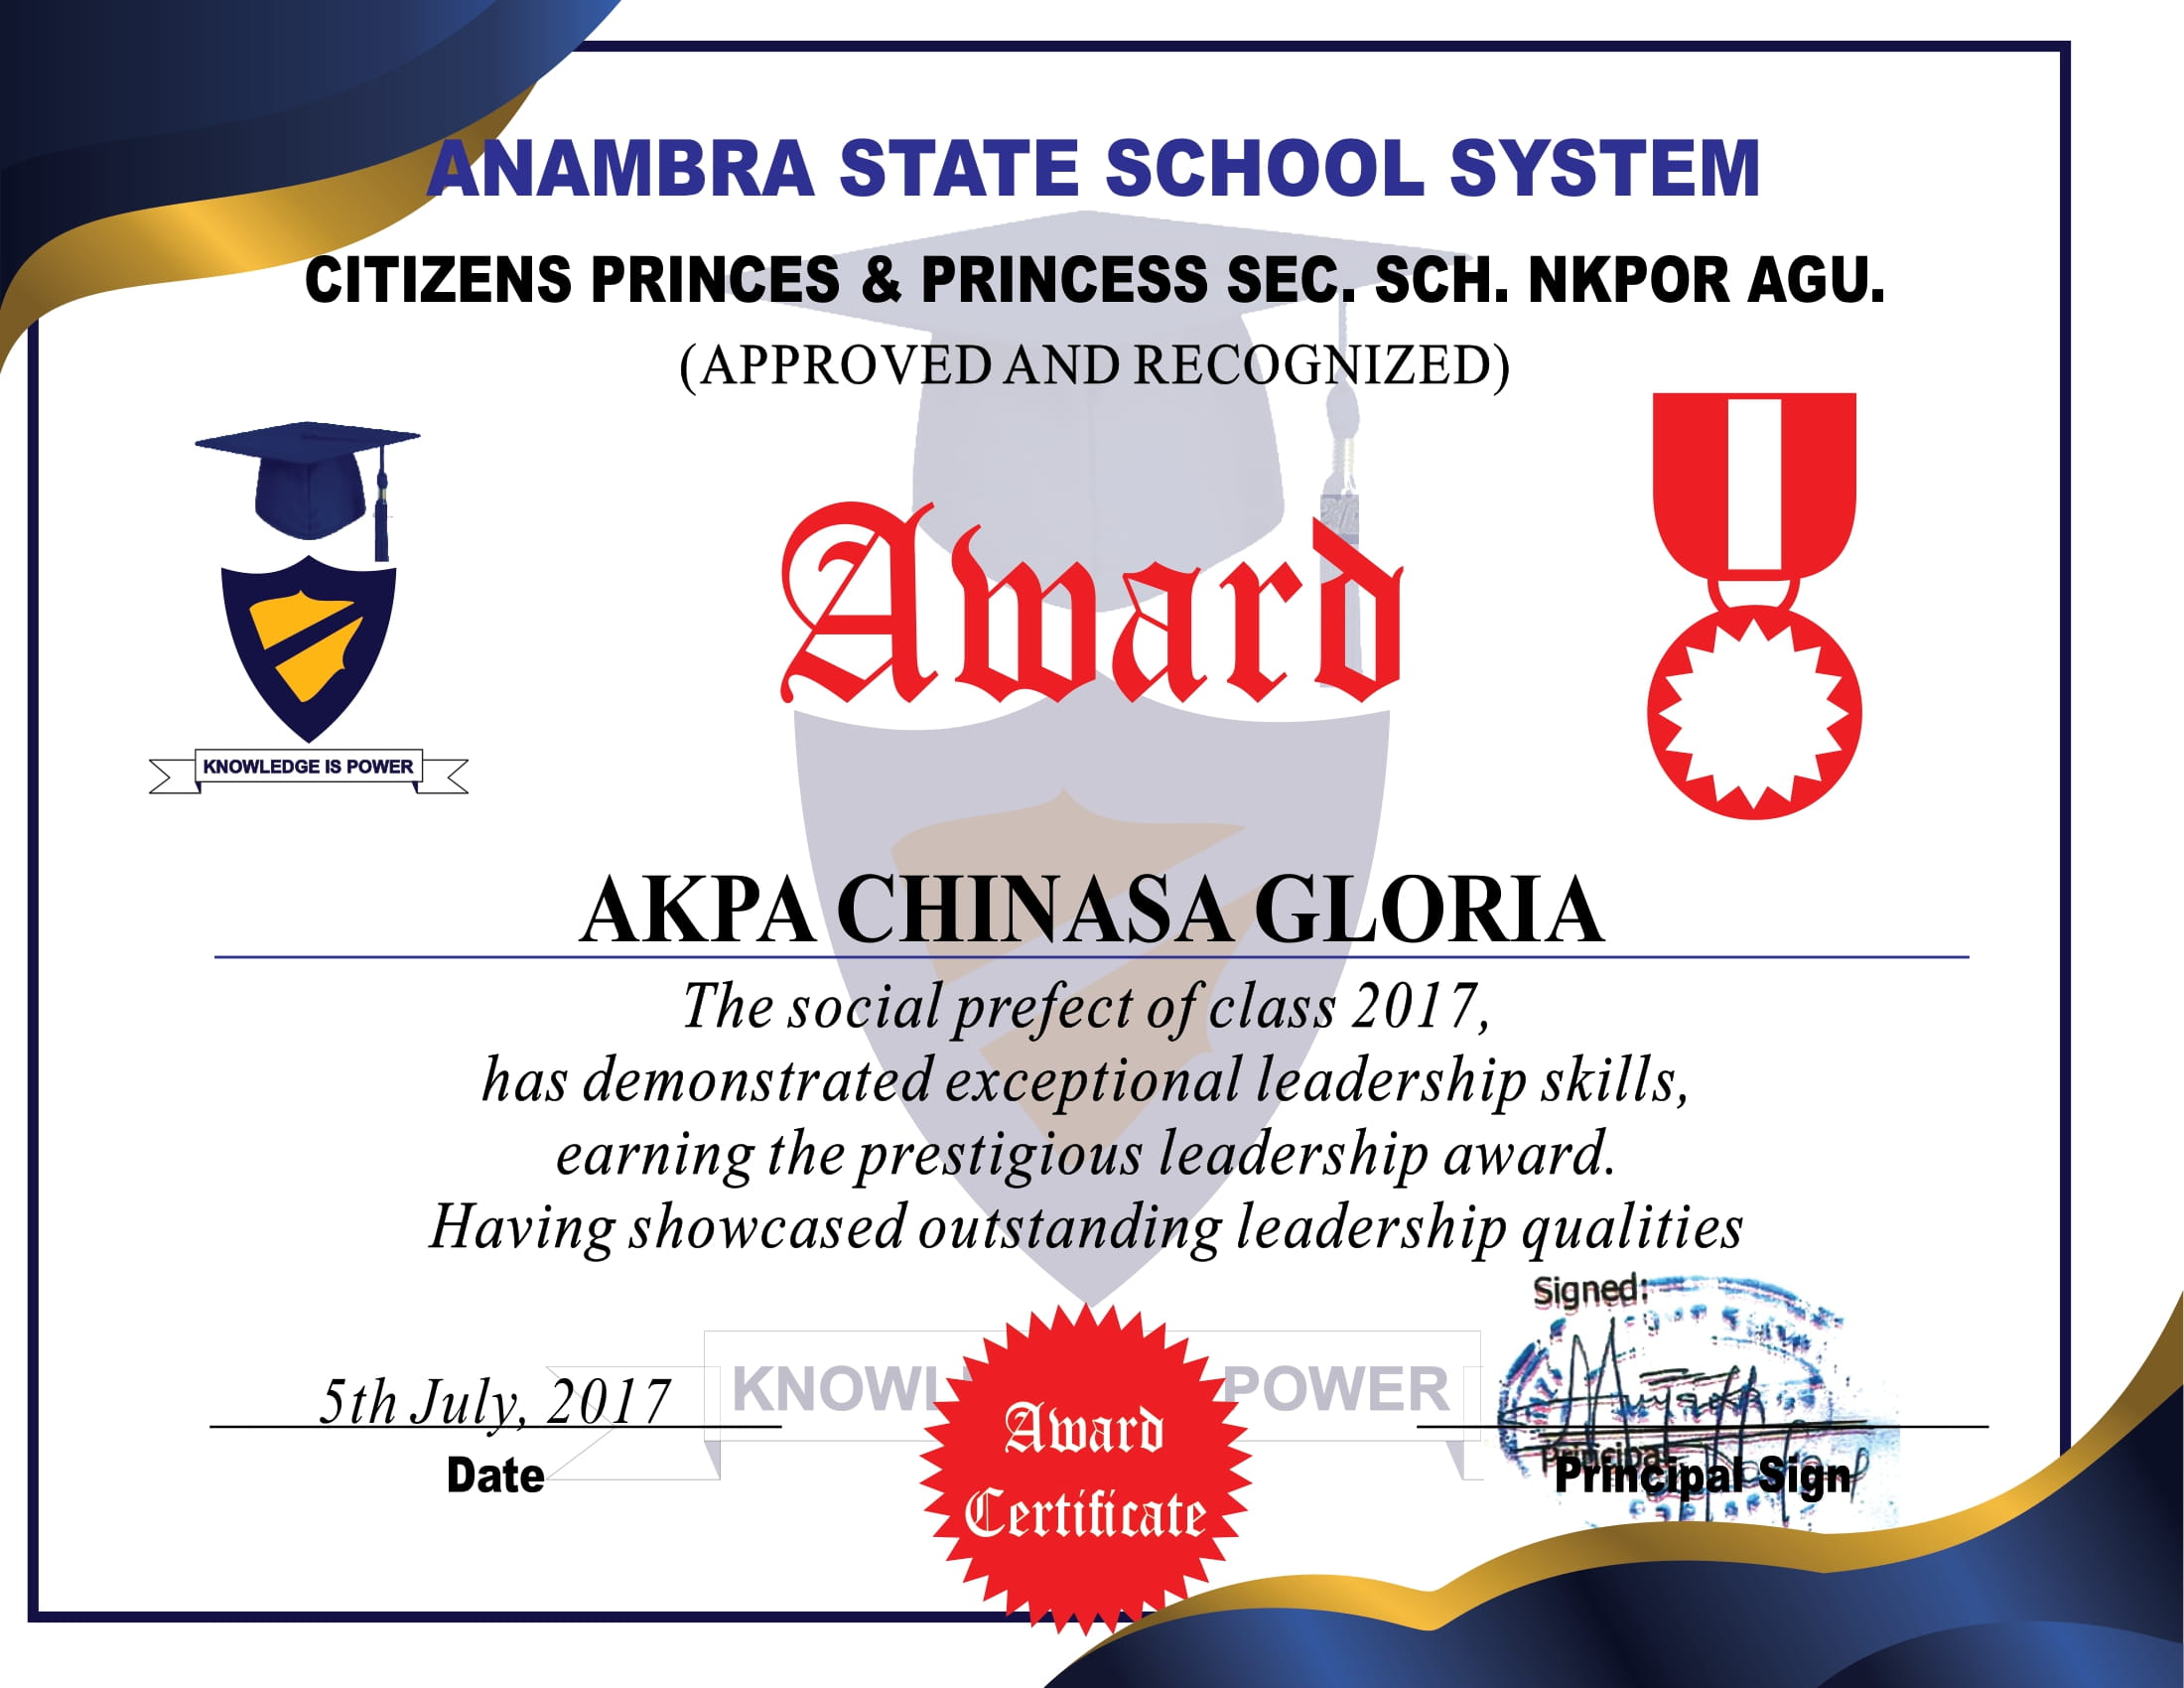 ANAMBRA STATE SCHOOL SYSTEM
CITIZENS PRINCES & PRINCESS SEC. SCH. NKPOR AGU.
(APPROVED AND RECOGNIZED)
Award
KNOWLEDGE IS POWER
AKPA CHINASA GLORIA
The social prefect of class 2017,
has demonstrated exceptional leadership skills,
earning the prestigious leadership award.
Having showcased outstanding leadership qualities
Signed:
KNOWL POWER
5th July, 2017
Date
Award
Certificate
Principal
Principal Sign